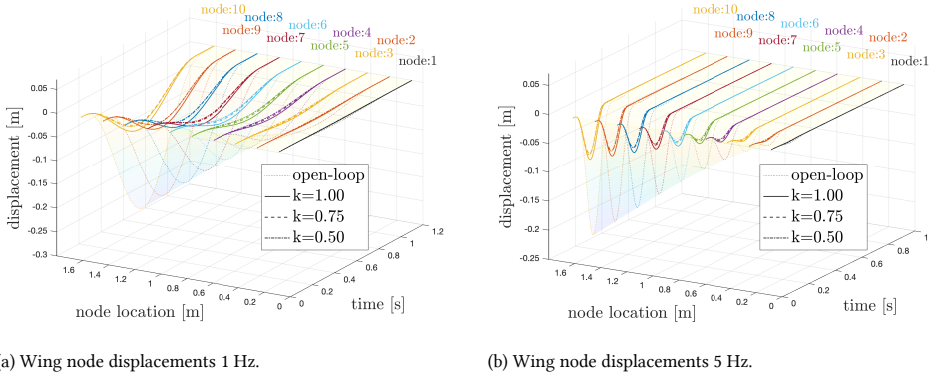 node:10
node:8
node:9
node:6
node:7
node:4
node:5
node:2
node:3
node:1
0.05
0
-0.05
-0.1
-0.15
-0.2
-0.25
-0.3
displacement [m]
open-loop
k=1.00
k=0.75
k=0.50
1.6
1.4
1.2
1
0.8
0.6
0.4
0.2
0
node location [m]
0
0.2
0.4
0.6
0.8
1
1.2
time [s]
(a) Wing node displacements 1 Hz.
node:10
node:8
node:9
node:6
node:7
node:4
node:5
node:2
node:3
node:1
0.05
0
-0.05
-0.1
-0.15
-0.2
-0.25
displacement [m]
open-loop
k=1.00
k=0.75
k=0.50
1.6
1.4
1.2
1
0.8
0.6
0.4
0.2
0
node location [m]
0
0.2
0.4
0.6
0.8
1
time [s]
(b) Wing node displacements 5 Hz.